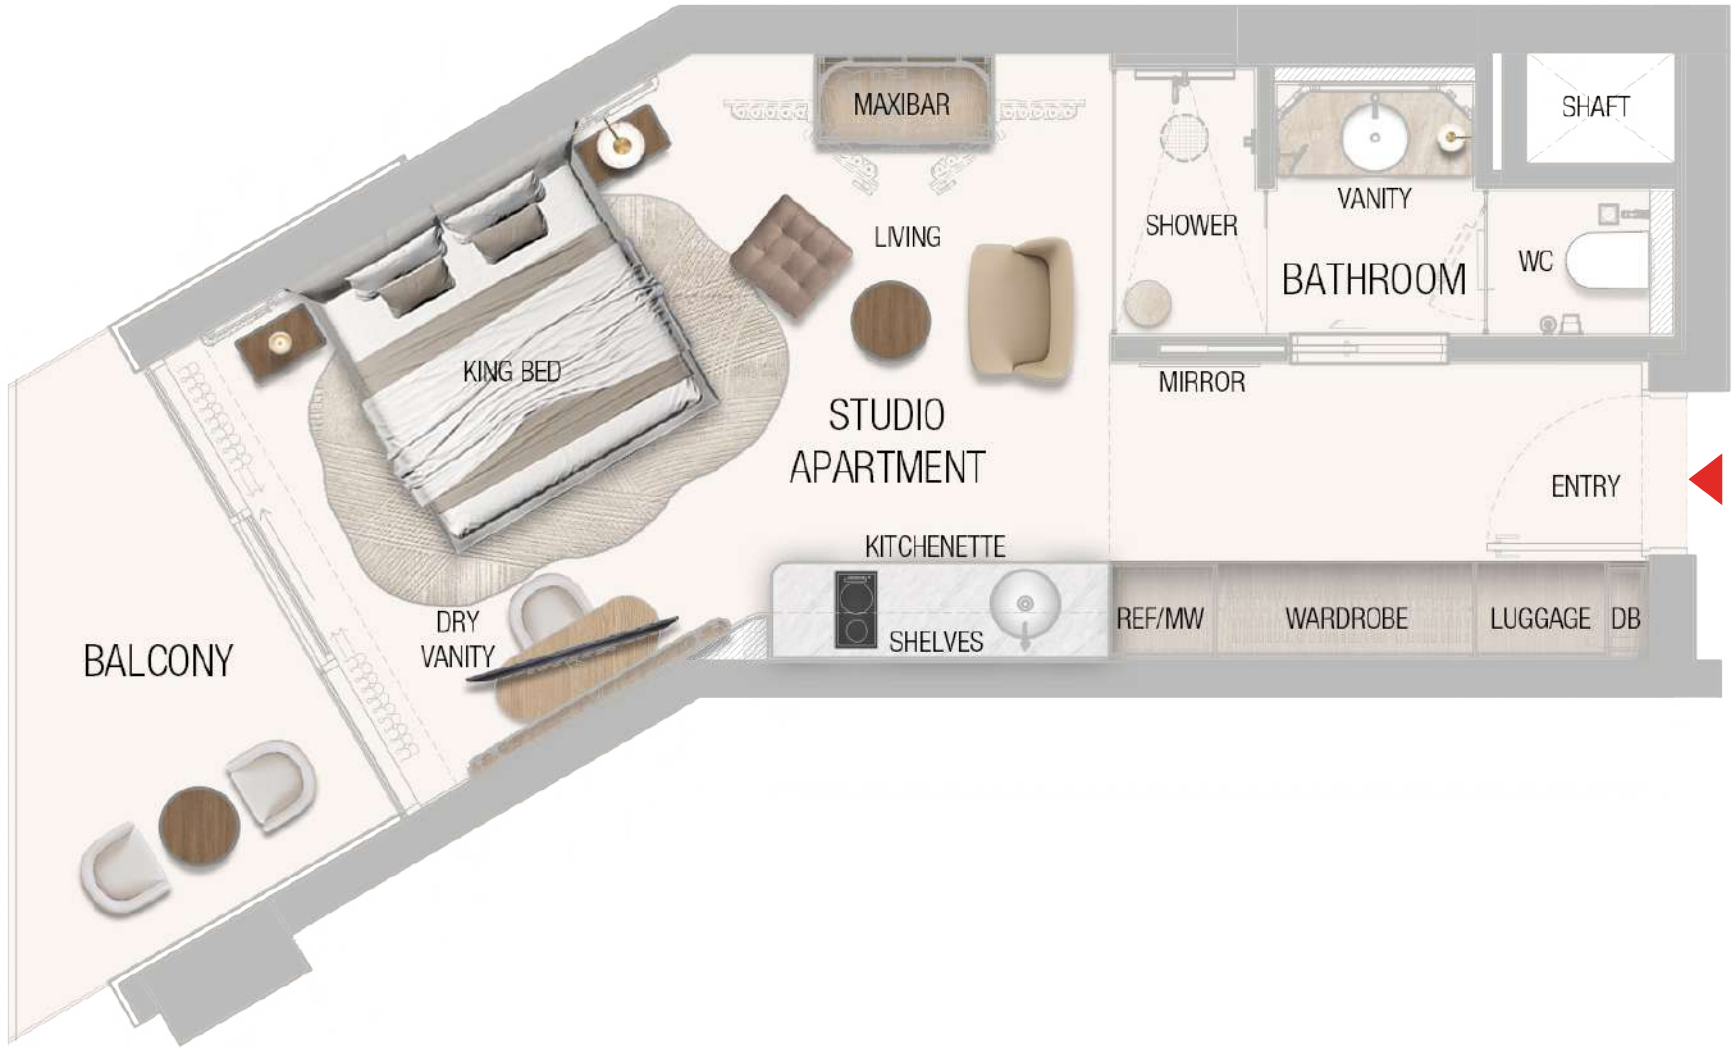 MAXIBAR
SHAFT
VANITY
SHOWER
LIVING
WC
BATHROOM
KING BED
MIRROR
STUDIO
APARTMENT
ENTRY
KITCHENETTE
DRY
VANITY
SHELVES
REF/MW
WARDROBE
LUGGAGE
DB
BALCONY